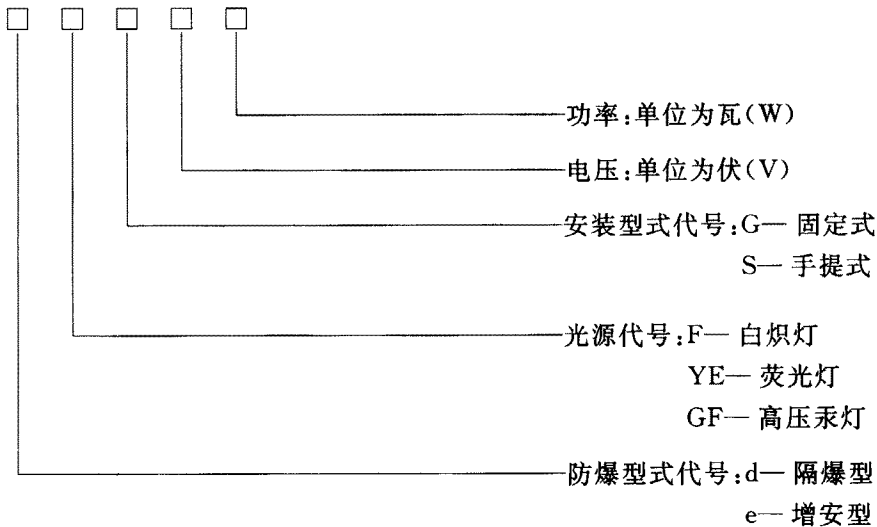 □ □ □ □ □
功率:单位为瓦(W)
电压:单位为伏(V)
安装型式代号:G— 固定式
S— 手提式
光源代号:F— 白炽灯
YE— 荧光灯
GF— 高压汞灯
防爆型式代号:d— 隔爆型
e— 增安型